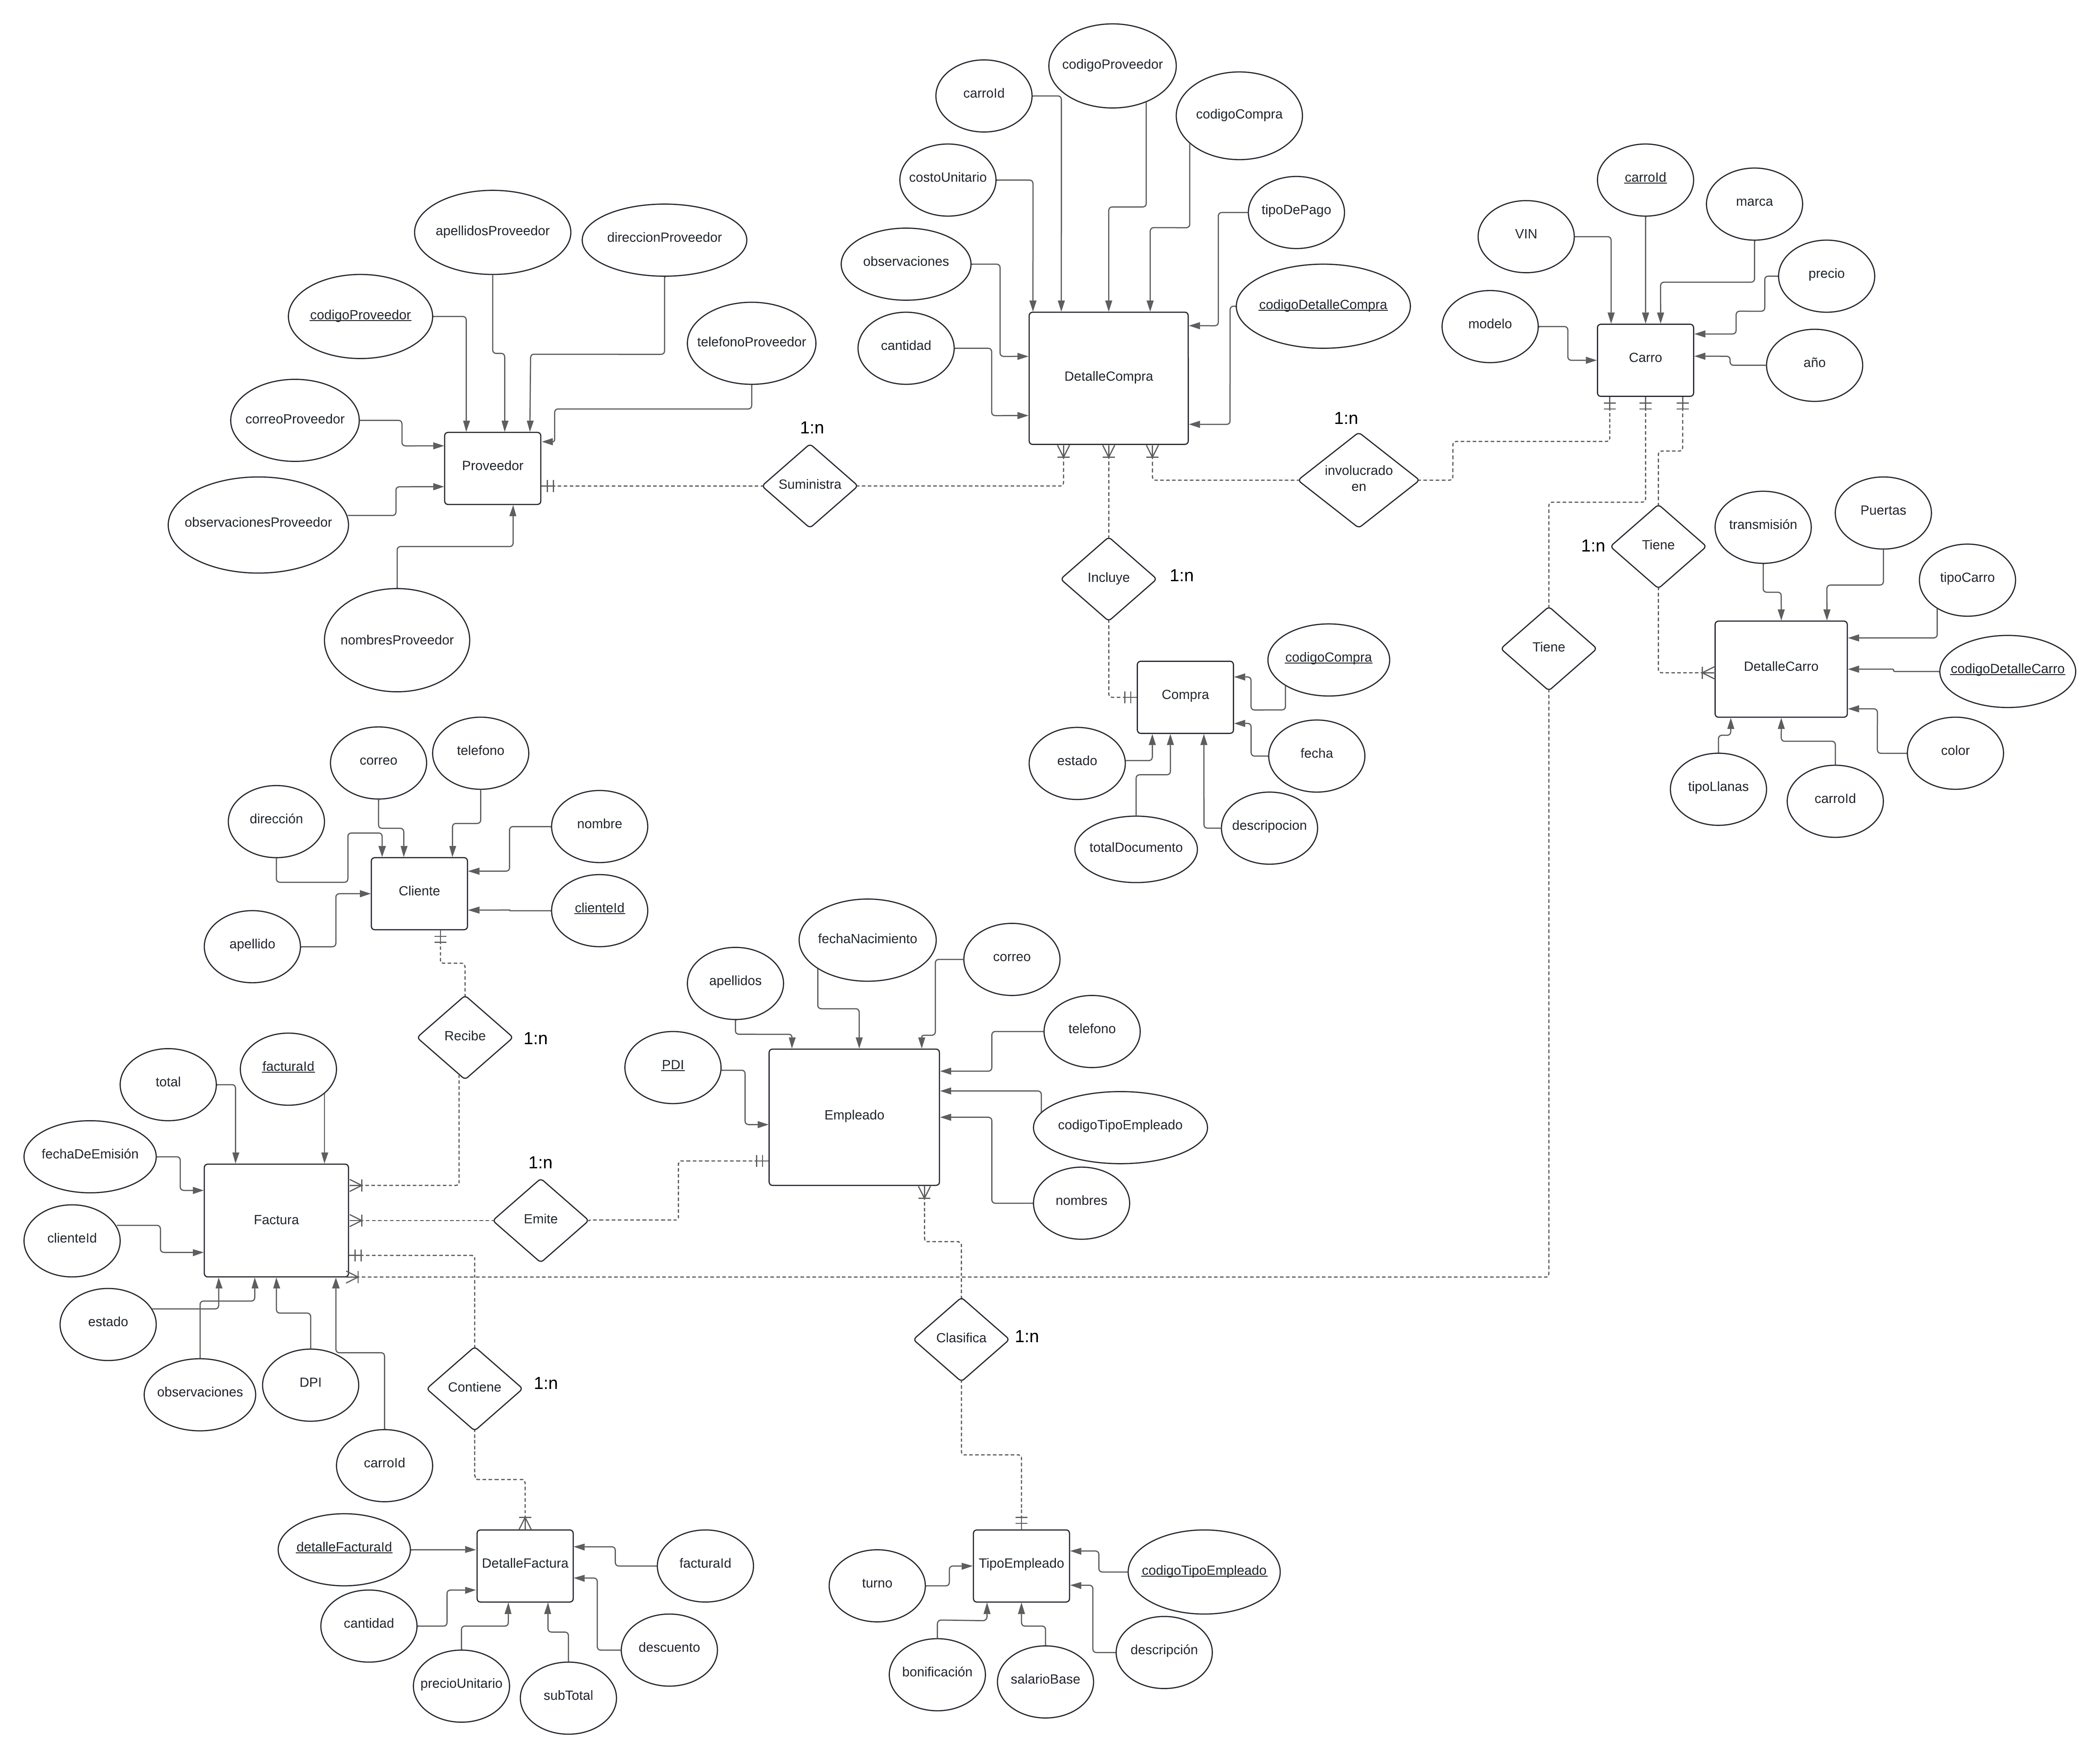 codigoProveedor
carroId
codigoCompra
costoUnitario
tipoDePago
observaciones
codigoDetalleCompra
cantidad
DetalleCompra
carroId
marca
VIN
precio
modelo
Carro
año
apellidosProveedor
direccionProveedor
codigoProveedor
telefonoProveedor
correoProveedor
Proveedor
observacionesProveedor
nombresProveedor
1:n
Suministra
1:n
involucrado
en
Incluye
1:n
1:n
Tiene
Tiene
transmisión
Puertas
tipoCarro
DetalleCarro
codigoDetalleCarro
color
tipoLlanas
carroId
codigoCompra
Compra
estado
fecha
totalDocumento
descripocion
correo
telefono
dirección
nombre
Cliente
clienteId
apellido
Recibe
1:n
fechaNacimiento
apellidos
correo
telefono
PDI
Empleado
codigoTipoEmpleado
nombres
total
facturaId
fechaDeEmisión
Factura
clienteId
estado
observaciones
DPI
carroId
1:n
Emite
Clasifica
1:n
Contiene
1:n
detalleFacturaId
DetalleFactura
facturaId
cantidad
descuento
precioUnitario
subTotal
turno
TipoEmpleado
codigoTipoEmpleado
bonificación
salarioBase
descripción